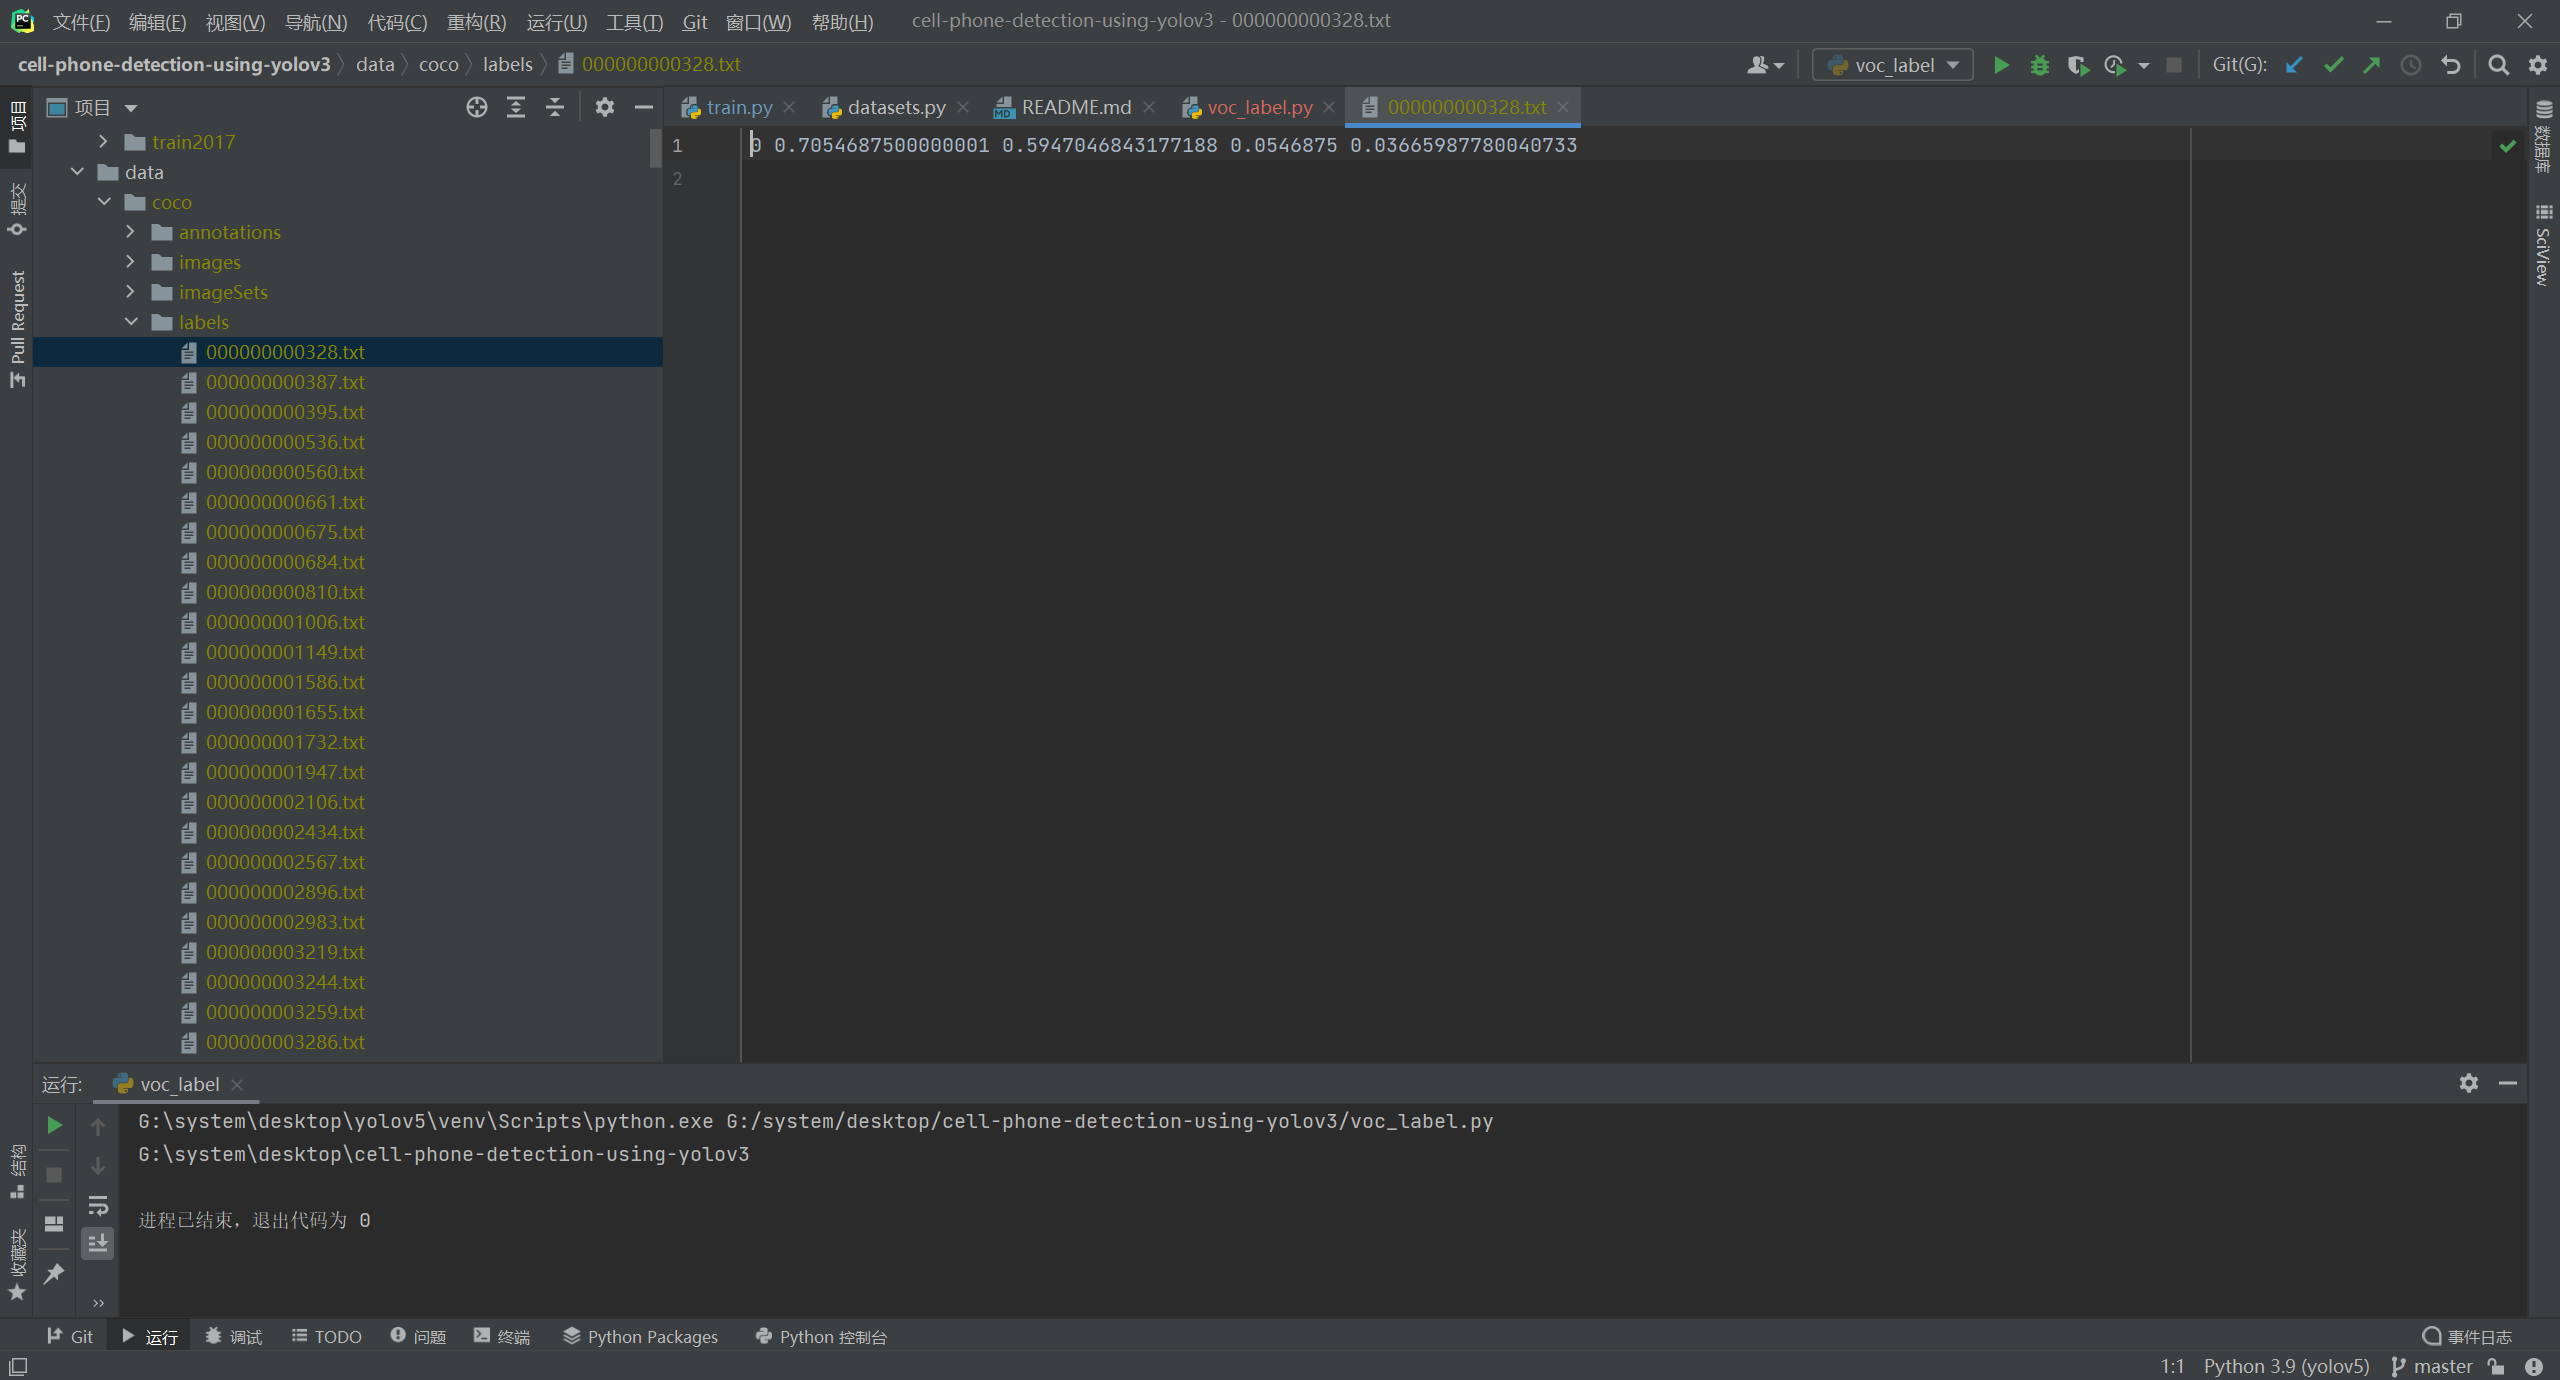 文件(F) 编辑(E) 视图(V) 导航(N) 代码(C) 重构(R) 运行(U) 工具(T) Git 窗口(W) 帮助(H) cell-phone-detection-using-yolov3 - 000000000328.txt
cell-phone-detection-using-yolov3 data coco labels 000000000328.txt voc_label Git(G):
项目 train.py datasets.py README.md voc_label.py 000000000328.txt
项目
提交
Pull Request
结构
收藏夹
数据库
SciView
train2017
data
coco
annotations
images
imageSets
labels
000000000328.txt
000000000387.txt
000000000395.txt
000000000536.txt
000000000560.txt
000000000661.txt
000000000675.txt
000000000684.txt
000000000810.txt
000000001006.txt
000000001149.txt
000000001586.txt
000000001655.txt
000000001732.txt
000000001947.txt
000000002106.txt
000000002434.txt
000000002567.txt
000000002896.txt
000000002983.txt
000000003219.txt
000000003244.txt
000000003259.txt
000000003286.txt
1 0 0.7054687500000001 0.5947046843177188 0.0546875 0.03665987780040733
2
运行: voc_label
G:\system\desktop\yolov5\venv\Scripts\python.exe G:/system/desktop/cell-phone-detection-using-yolov3/voc_label.py
G:\system\desktop\cell-phone-detection-using-yolov3
进程已结束，退出代码为 0
Git 运行 调试 TODO 问题 终端 Python Packages Python 控制台 事件日志
1:1 Python 3.9 (yolov5) master